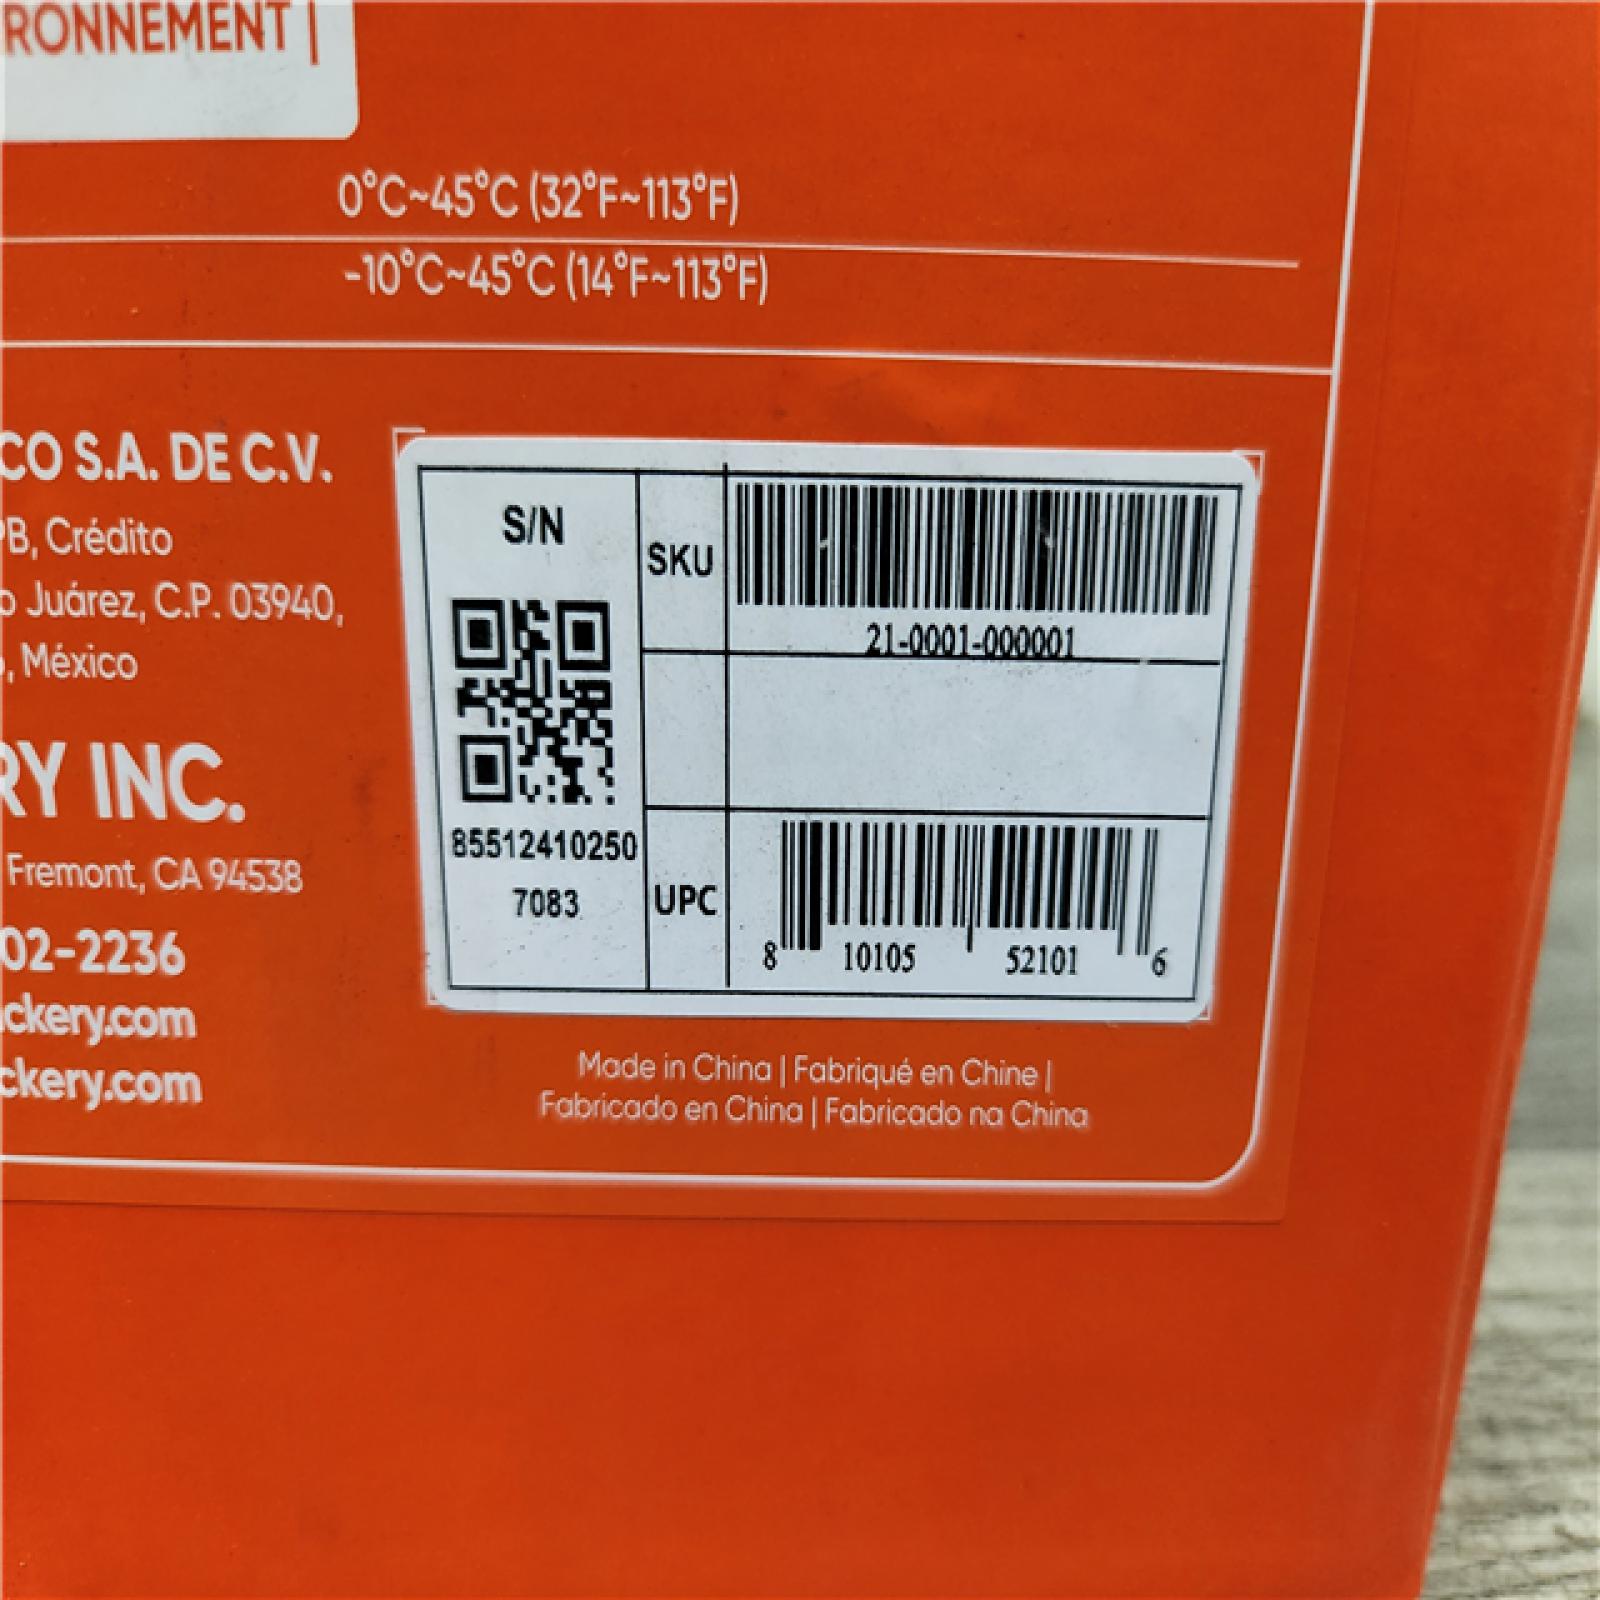 RONNEMENT |
0°C~45°C (32°F~113°F)
-10°C~45°C (14°F~113°F)
CO S.A. DE C.V.
PB, Crédito
o Juárez, C.P. 03940,
, México
RY INC.
Fremont, CA 94538
02-2236
ckery.com
ckery.com
S/N
85512410250
7083
SKU
21-0001-000001
UPC
8 10105 52101 6
Made in China | Fabriqué en Chine |
Fabricado en China | Fabricado na China